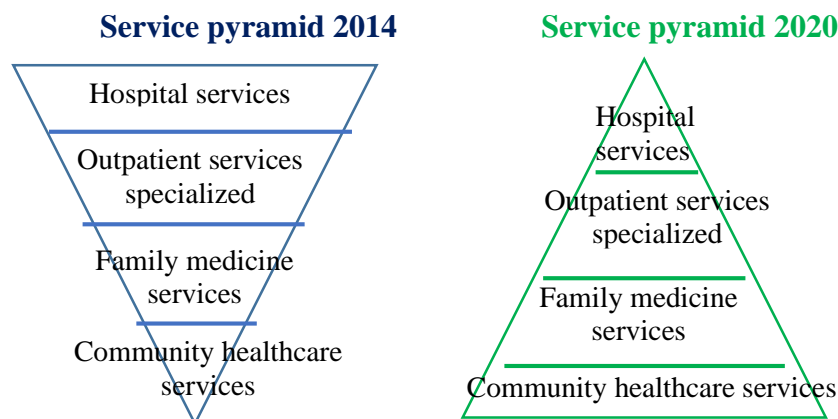 Service pyramid 2014
Hospital services
Outpatient services
specialized
Family medicine
services
Community healthcare
services
Service pyramid 2020
Hospital
services
Outpatient services
specialized
Family medicine
services
Community healthcare services